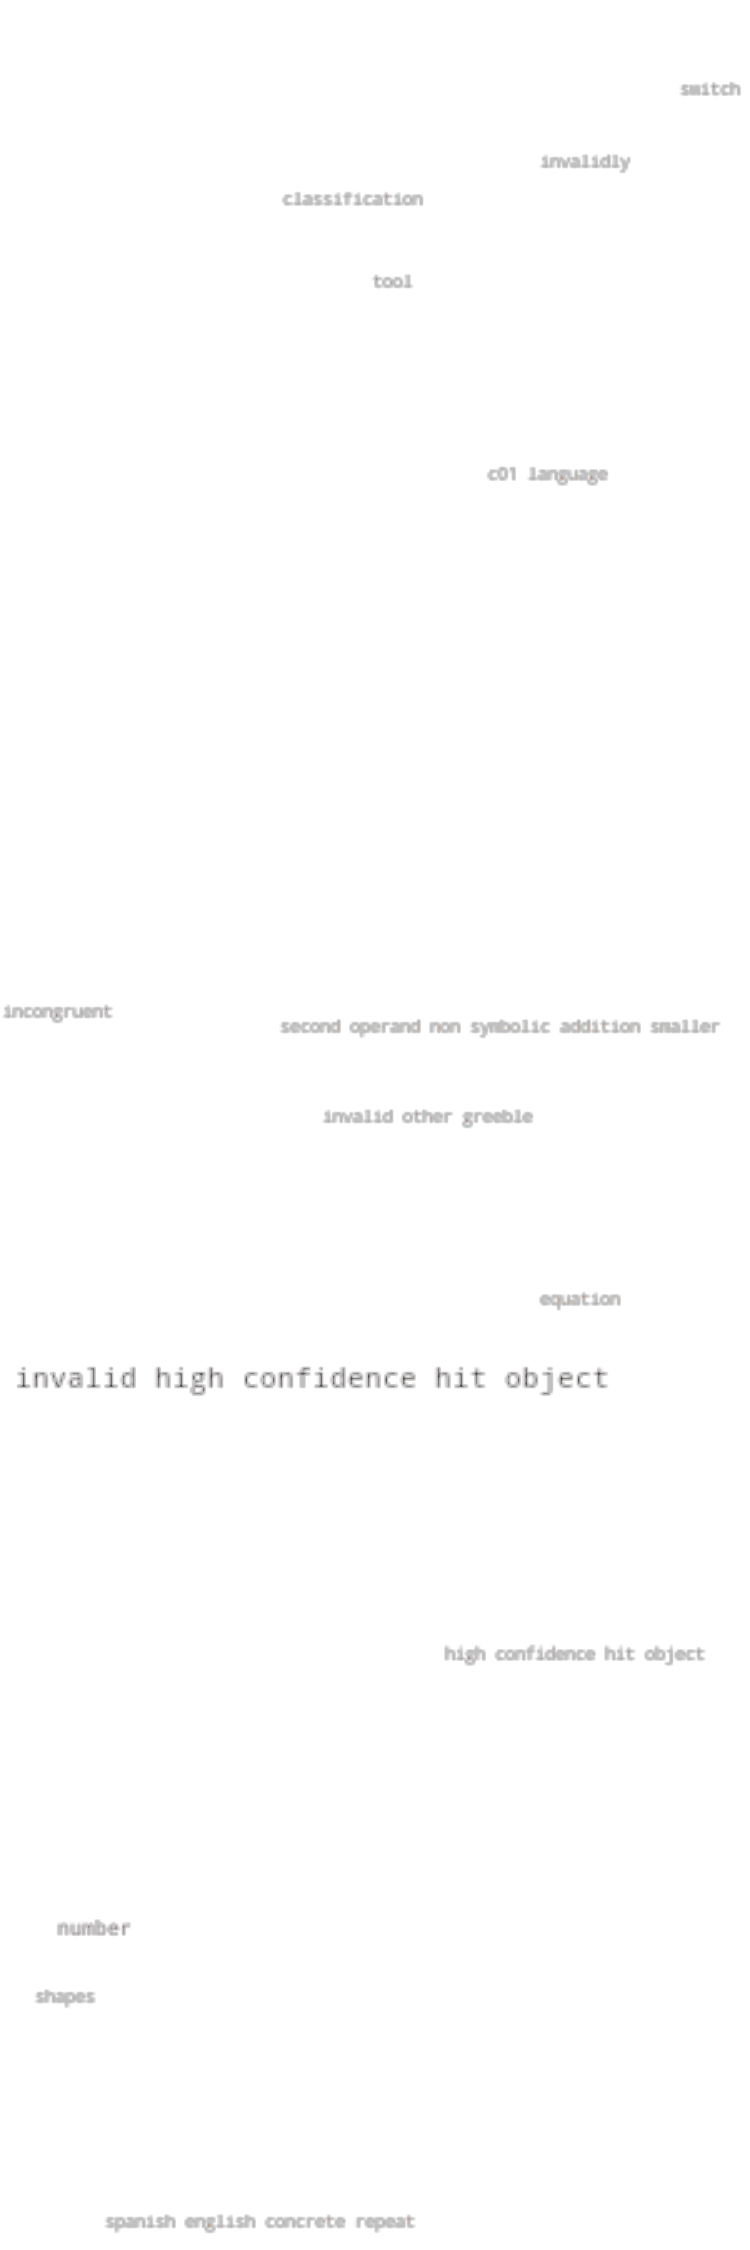 switch
invalidly
classification
tool
c01 language
incongruent
second operand non symbolic addition smaller
invalid other greeble
equation
invalid high confidence hit object
high confidence hit object
number
shapes
spanish english concrete repeat